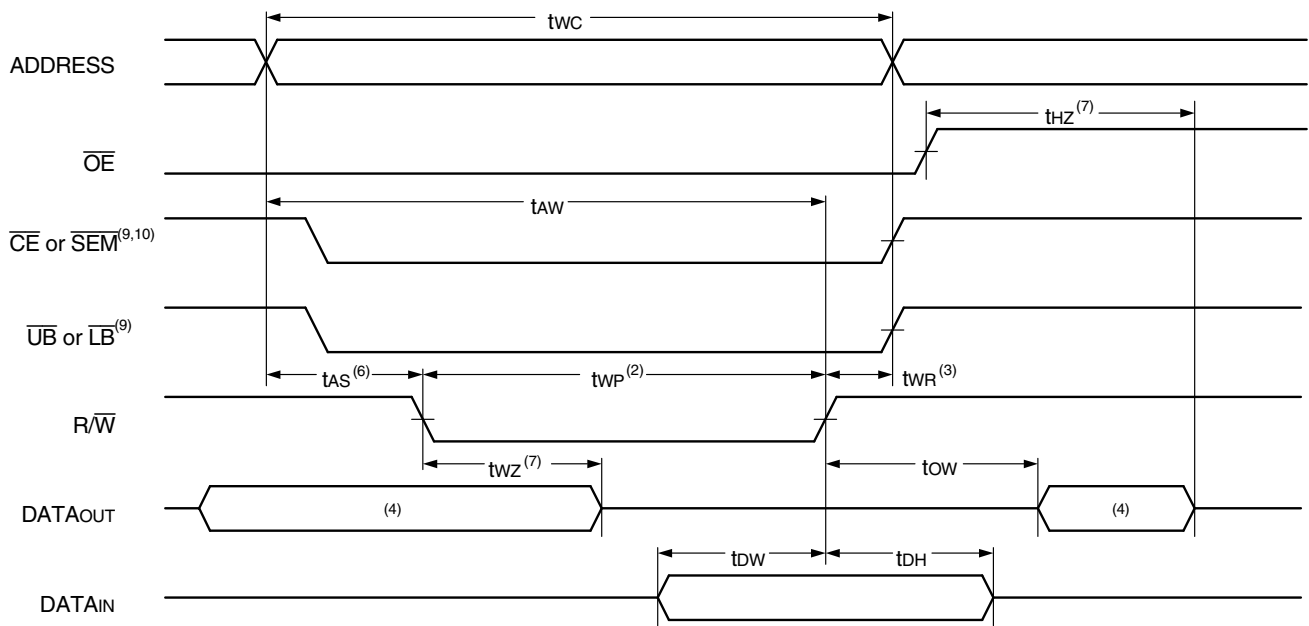 tWC
ADDRESS
tHZ(7)
OE
tAW
CE or SEM(9,10)
UB or LB(9)
tAS(6) tWP(2) tWR(3)
R/W
tWZ(7) tOW
DATAOUT (4) (4)
tDW tDH
DATAIN